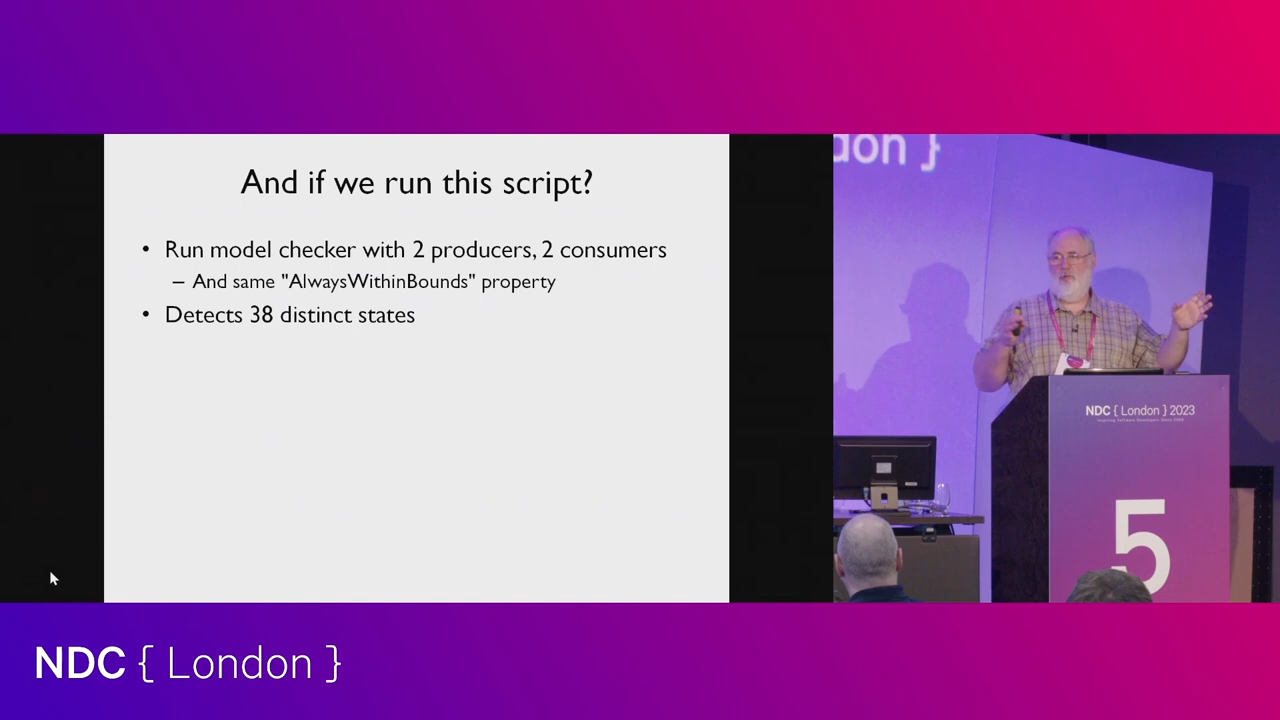 And if we run this script?
• Run model checker with 2 producers, 2 consumers
– And same "AlwaysWithinBounds" property
• Detects 38 distinct states
don }
NDC { London } 2023
5
NDC { London }